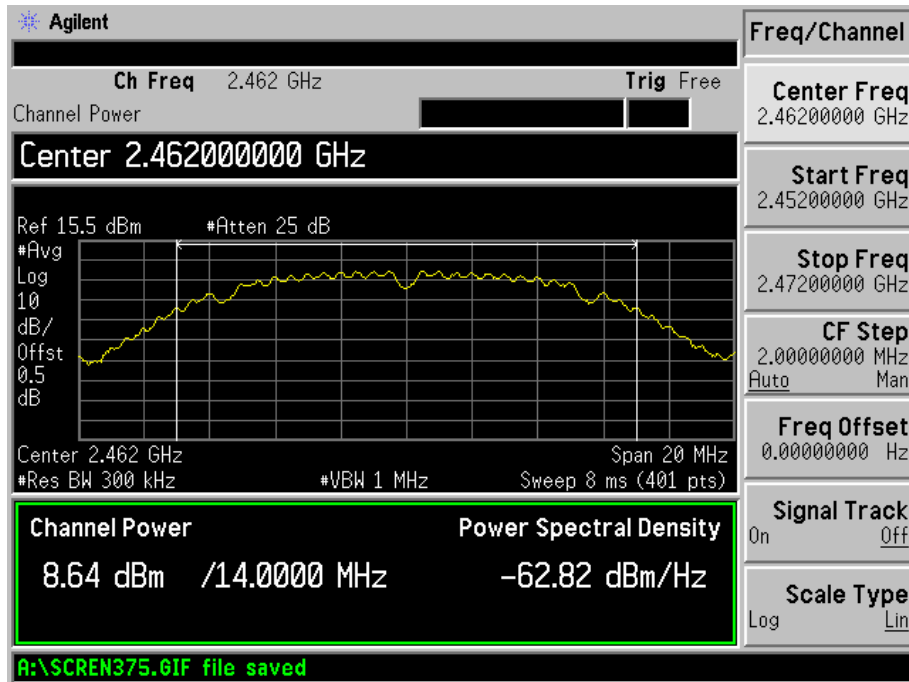 Agilent
Freq/Channel
Ch Freq 2.462 GHz Trig Free
Channel Power
Center 2.462000000 GHz
Ref 15.5 dBm #Atten 25 dB
#Avg
Log
10
dB/
Offst
0.5
dB
Center 2.462 GHz Span 20 MHz
#Res BW 300 kHz #VBW 1 MHz Sweep 8 ms (401 pts)
Channel Power Power Spectral Density
8.64 dBm /14.0000 MHz -62.82 dBm/Hz
A:\SCREN375.GIF file saved
Center Freq
2.46200000 GHz
Start Freq
2.45200000 GHz
Stop Freq
2.47200000 GHz
CF Step
2.00000000 MHz
Auto Man
Freq Offset
0.00000000 Hz
Signal Track
On Off
Scale Type
Log Lin